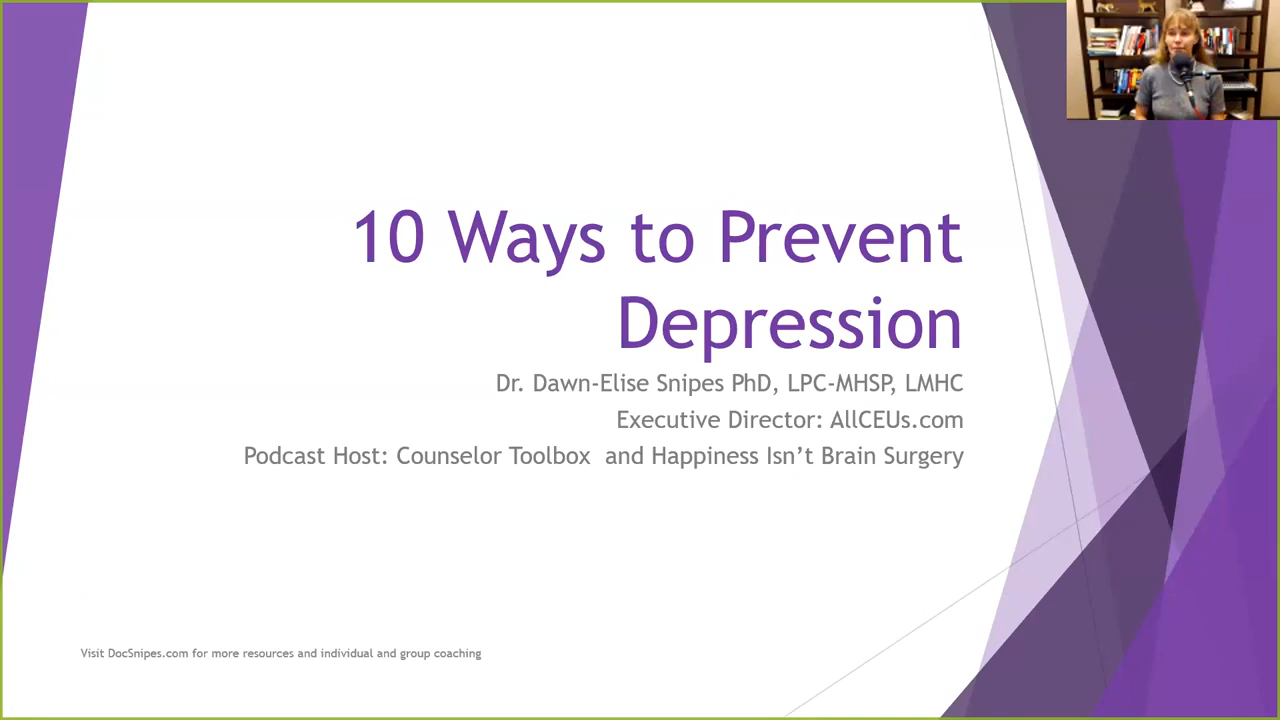 10 Ways to Prevent
Depression
Dr. Dawn-Elise Snipes PhD, LPC-MHSP, LMHC
Executive Director: AllCEUs.com
Podcast Host: Counselor Toolbox  and Happiness Isn’t Brain Surgery
Visit DocSnipes.com for more resources and individual and group coaching